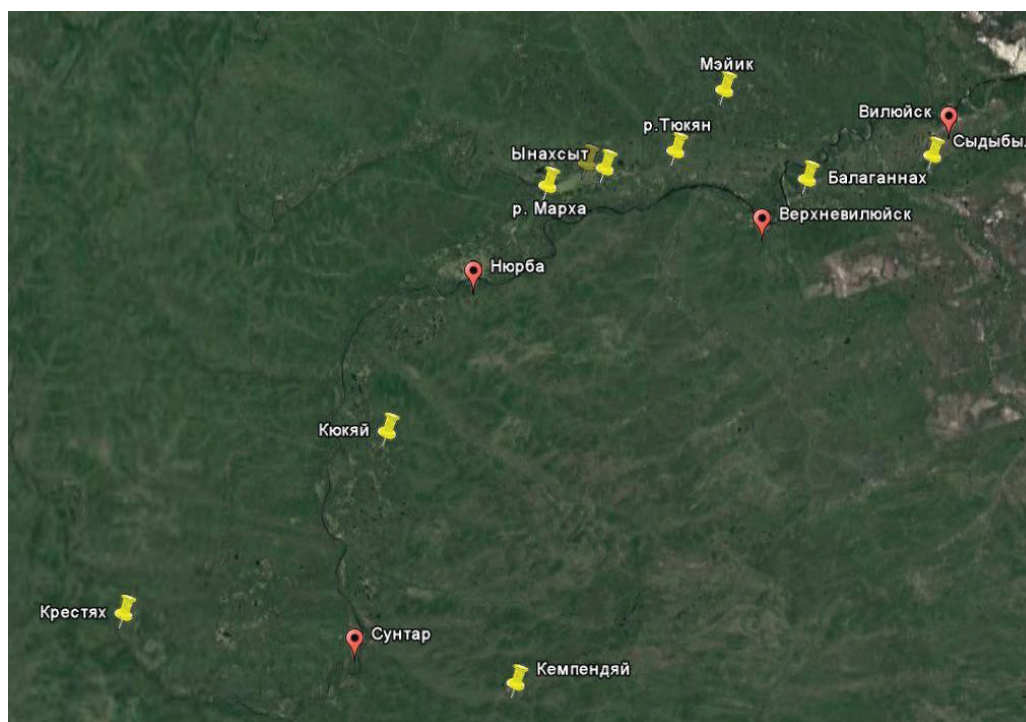 Мэйик
Вилюйск
р.Тюкян
Сыдыбыл
Ынахсыт
Балаганнах
р. Марха
Верхневилюйск
Нюрба
Кюкяй
Крестях
Сунтар
Кемпендяй